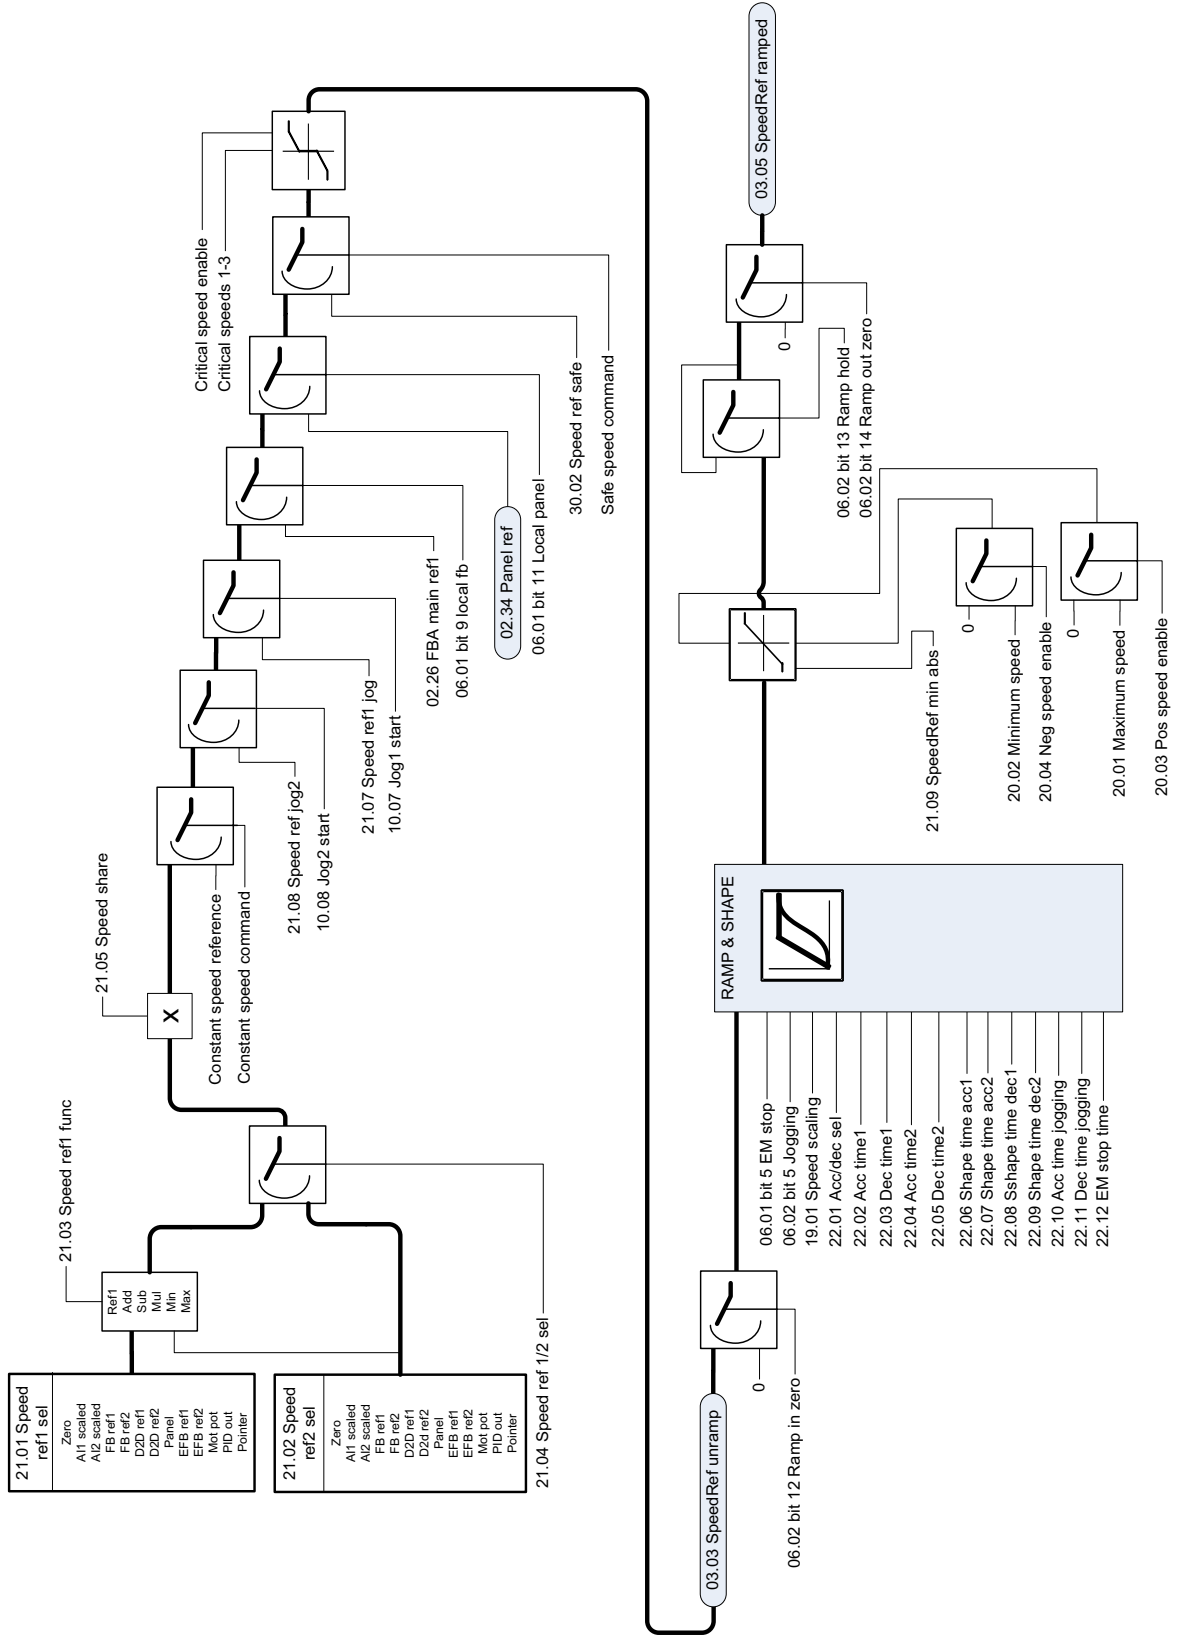 21.01 Speed
ref1 sel
Zero
AI1 scaled
AI2 scaled
FB ref1
FB ref2
D2D ref1
D2D ref2
Panel
EFB ref1
EFB ref2
Mot pot
PID out
Pointer
21.02 Speed
ref2 sel
Zero
AI1 scaled
AI2 scaled
FB ref1
FB ref2
D2D ref1
D2d ref2
Panel
EFB ref1
EFB ref2
Mot pot
PID out
Pointer
21.04 Speed ref 1/2 sel
21.03 Speed ref1 func
Ref1
Add
Sub
Mul
Min
Max
21.05 Speed share
X
Constant speed reference
Constant speed command
21.08 Speed ref jog2
10.08 Jog2 start
21.07 Speed ref1 jog
10.07 Jog1 start
02.26 FBA main ref1
06.01 bit 9 local fb
02.34 Panel ref
06.01 bit 11 Local panel
30.02 Speed ref safe
Safe speed command
Critical speed enable
Critical speeds 1-3
03.03 SpeedRef unramp
0
06.02 bit 12 Ramp in zero
RAMP & SHAPE
06.01 bit 5 EM stop
06.02 bit 5 Jogging
19.01 Speed scaling
22.01 Acc/dec sel
22.02 Acc time1
22.03 Dec time1
22.04 Acc time2
22.05 Dec time2
22.06 Shape time acc1
22.07 Shape time acc2
22.08 Sshape time dec1
22.09 Shape time dec2
22.10 Acc time jogging
22.11 Dec time jogging
22.12 EM stop time
21.09 SpeedRef min abs
0
20.02 Minimum speed
20.04 Neg speed enable
0
20.01 Maximum speed
20.03 Pos speed enable
0
06.02 bit 13 Ramp hold
06.02 bit 14 Ramp out zero
03.05 SpeedRef ramped